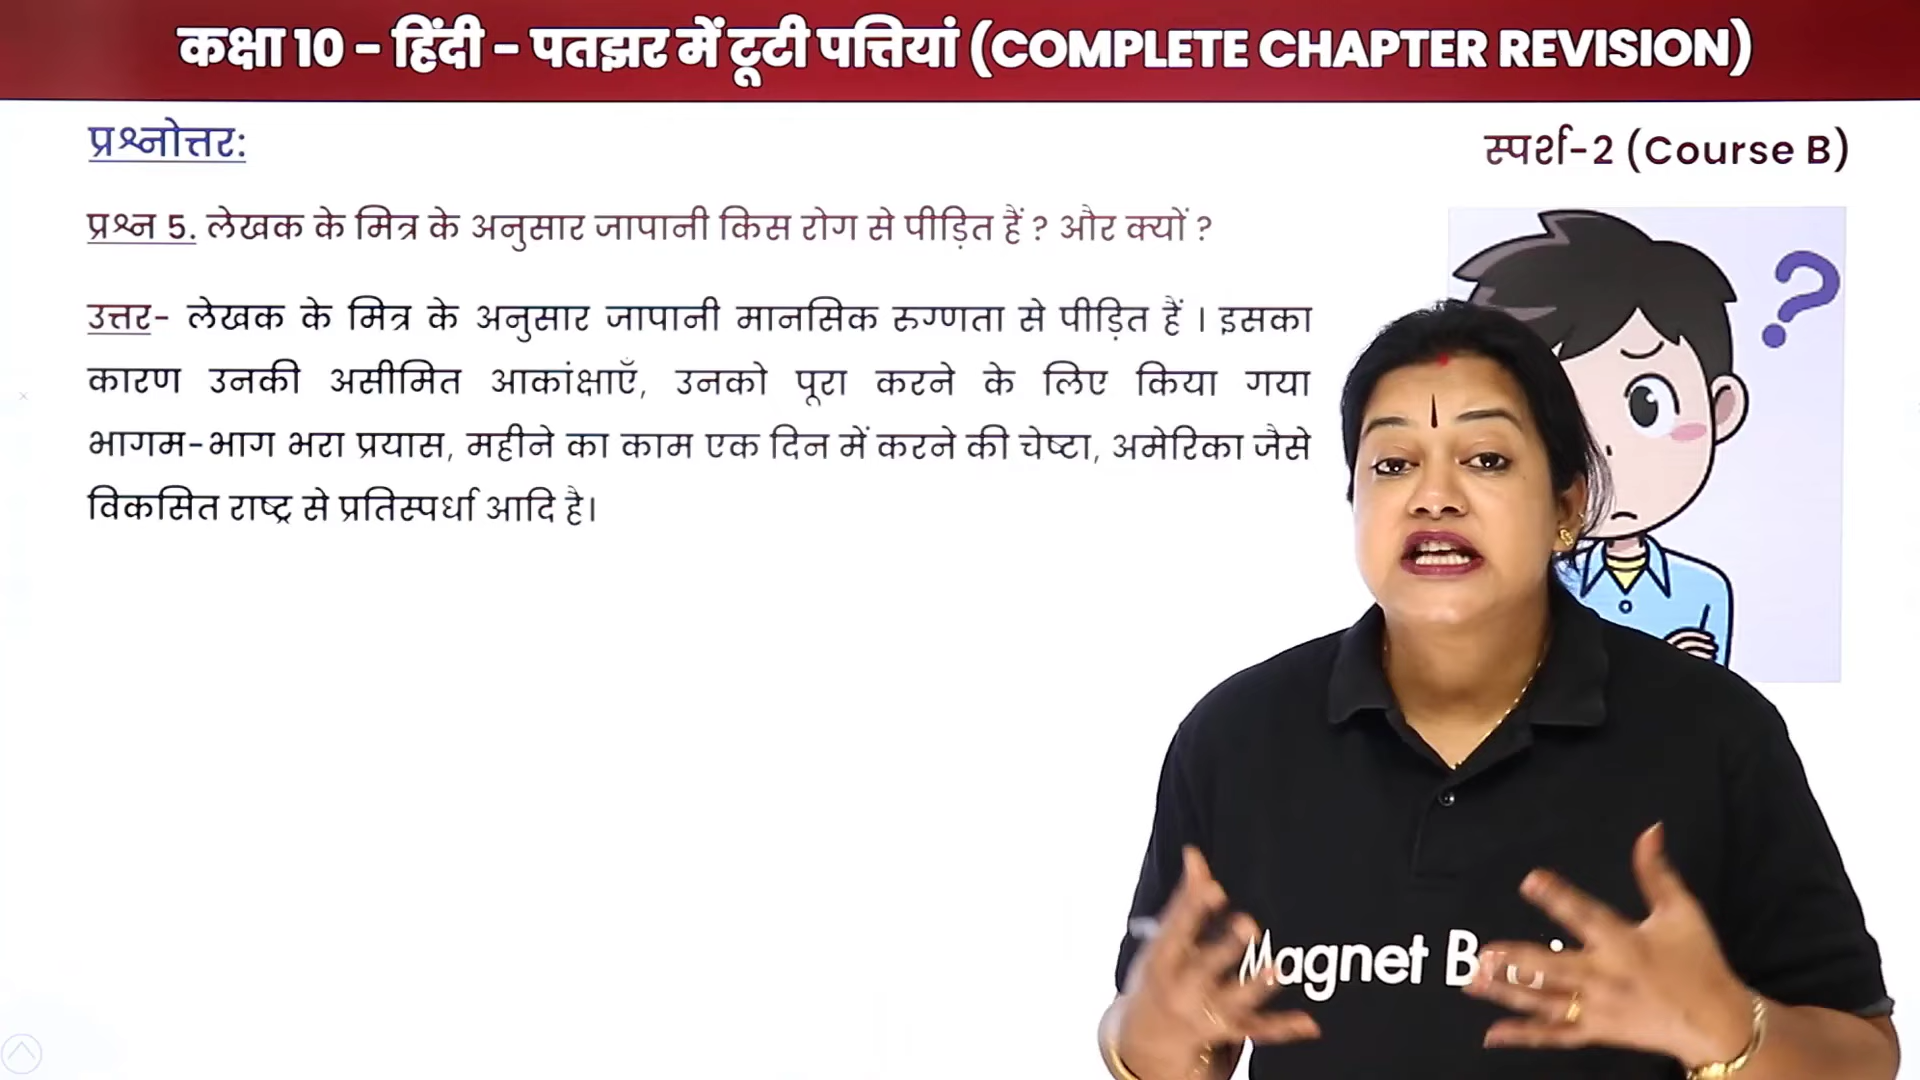 कक्षा 10 - हिंदी - पतझर में टूटी पत्तियां (COMPLETE CHAPTER REVISION)
प्रश्नोत्तर:
स्पर्श-2 (Course B)
प्रश्न 5. लेखक के मित्र के अनुसार जापानी किस रोग से पीड़ित हैं ? और क्यों ?
उत्तर- लेखक के मित्र के अनुसार जापानी मानसिक रुग्णता से पीड़ित हैं । इसका
कारण उनकी असीमित आकांक्षाएँ, उनको पूरा करने के लिए किया गया
भागम-भाग भरा प्रयास, महीने का काम एक दिन में करने की चेष्टा, अमेरिका जैसे
विकसित राष्ट्र से प्रतिस्पर्धा आदि है।
?
Magnet